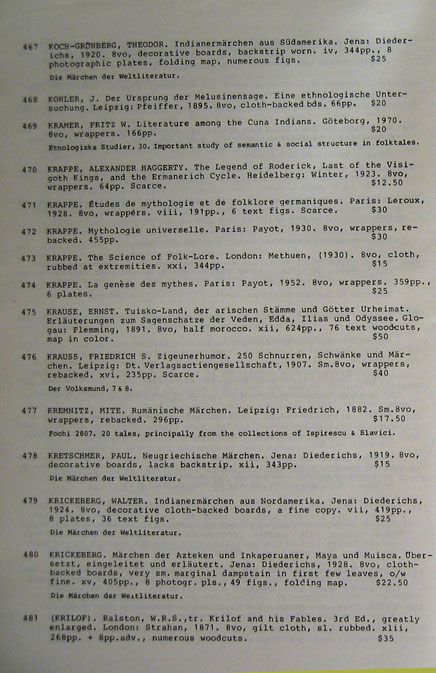 467 KOCH-GRÜNBERG, THEODOR. Indianermärchen aus Südamerika. Jena: Dieder-
ichs, 1920. 8vo, decorative boards, backstrip worn. iv, 344pp., 8
photographic plates, folding map, numerous figs. $25
Die Märchen der Weltliteratur.
468 KOHLER, J. Der Ursprung der Melusinensage. Eine ethnologische Unter-
suchung. Leipzig: Pfeiffer, 1895. 8vo, cloth-backed bds. 66pp. $20
469 KRAMER, FRITZ W. Literature among the Cuna Indians. Göteborg, 1970.
8vo, wrappers. 166pp. $20
Etnologiska Studier, 30. Important study of semantic & social structure in folktales.
470 KRAPPE, ALEXANDER HAGGERTY. The Legend of Roderick, Last of the Visi-
goth Kings, and the Ermanerich Cycle. Heidelberg: Winter, 1923. 8vo,
wrappers. 64pp. Scarce. $12.50
471 KRAPPE. Études de mythologie et de folklore germaniques. Paris: Leroux,
1928. 8vo, wrappers. viii, 191pp., 6 text figs. Scarce. $30
472 KRAPPE. Mythologie universelle. Paris: Payot, 1930. 8vo, wrappers, re-
backed. 455pp. $30
473 KRAPPE. The Science of Folk-Lore. London: Methuen, (1930). 8vo, cloth,
rubbed at extremities. xxi, 344pp. $15
474 KRAPPE. La genèse des mythes. Paris: Payot, 1952. 8vo, wrappers. 359pp.,
6 plates. $25
475 KRAUSE, ERNST. Tuisko-Land, der arischen Stämme und Götter Urheimat.
Erläuterungen zum Sagenschatze der Veden, Edda, Ilias und Odyssee. Glo-
gau: Flemming, 1891. 8vo, half morocco. xii, 624pp., 76 text woodcuts,
map in color. $50
476 KRAUSS, FRIEDRICH S. Zigeunerhumor. 250 Schnurren, Schwänke und Mär-
chen. Leipzig: Dt. Verlagsactiengesellschaft, 1907. Sm.8vo, wrappers,
rebacked. xvi, 235pp. Scarce. $40
Der Volksmund, 7 & 8.
477 KREMNITZ, MITE. Rumänische Märchen. Leipzig: Friedrich, 1882. Sm.8vo,
wrappers, rebacked. 296pp. $17.50
Fochi 2807. 20 tales, principally from the collections of Ispirescu & Slavici.
478 KRETSCHMER, PAUL. Neugriechische Märchen. Jena: Diederichs, 1919. 8vo,
decorative boards, lacks backstrip. xii, 343pp. $15
Die Märchen der Weltliteratur.
479 KRICKEBERG, WALTER. Indianermärchen aus Nordamerika. Jena: Diederichs,
1924. 8vo, decorative cloth-backed boards, a fine copy. vii, 419pp.,
8 plates, 36 text figs. $25
Die Märchen der Weltliteratur.
480 KRICKEBERG. Märchen der Azteken und Inkaperuaner, Maya und Muisca. Über-
setzt, eingeleitet und erläutert. Jena: Diederichs, 1928. 8vo, cloth-
backed boards, very sm. marginal dampstain in first few leaves, o/w
fine. xv, 405pp., 8 photogr. pls., 49 figs., folding map. $22.50
Die Märchen der Weltliteratur.
481 (KRILOF). Ralston, W.R.S.,tr. Krilof and his Fables. 3rd Ed., greatly
enlarged. London: Strahan, 1871. 8vo, gilt cloth, sl. rubbed. xlii,
268pp. + 8pp.adv., numerous woodcuts. $35